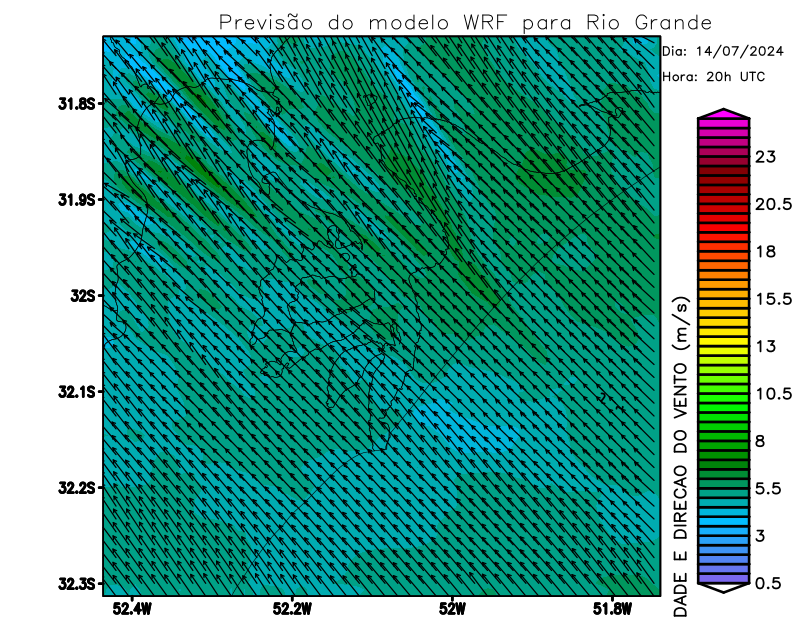 Previsão do modelo WRF para Rio Grande
Dia: 14/07/2024
Hora: 20h UTC
31.8S
31.9S
32S
32.1S
32.2S
32.3S
52.4W
52.2W
52W
51.8W
23
20.5
18
15.5
13
10.5
8
5.5
3
0.5
DADE E DIRECAO DO VENTO (m/s)